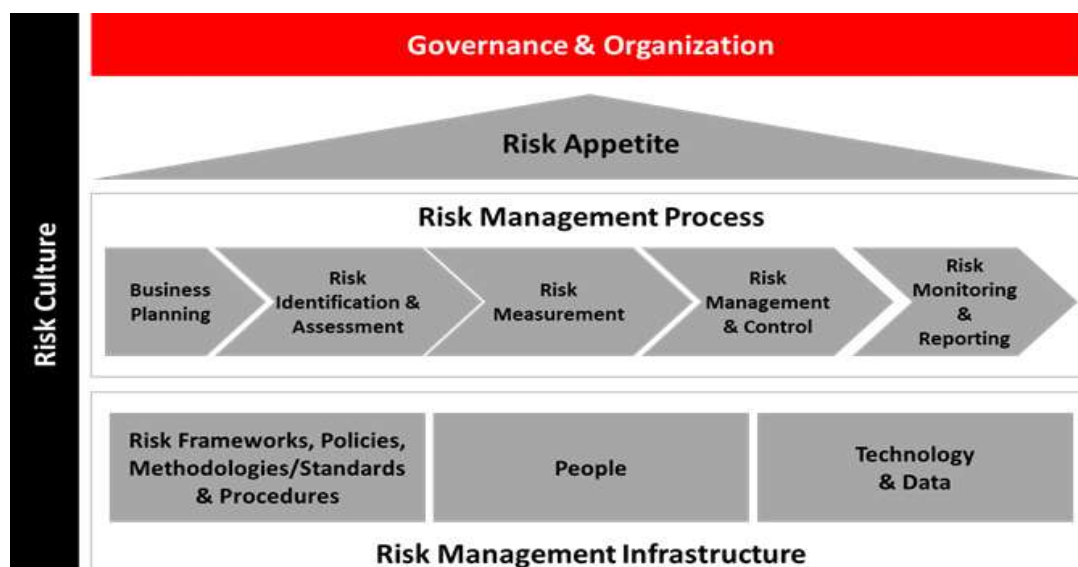 Governance & Organization
Risk Culture
Risk Appetite
Risk Management Process
Business
Planning
Risk
Identification &
Assessment
Risk
Measurement
Risk
Management
& Control
Risk
Monitoring
&
Reporting
Risk Frameworks, Policies,
Methodologies/Standards
& Procedures
People
Technology
& Data
Risk Management Infrastructure